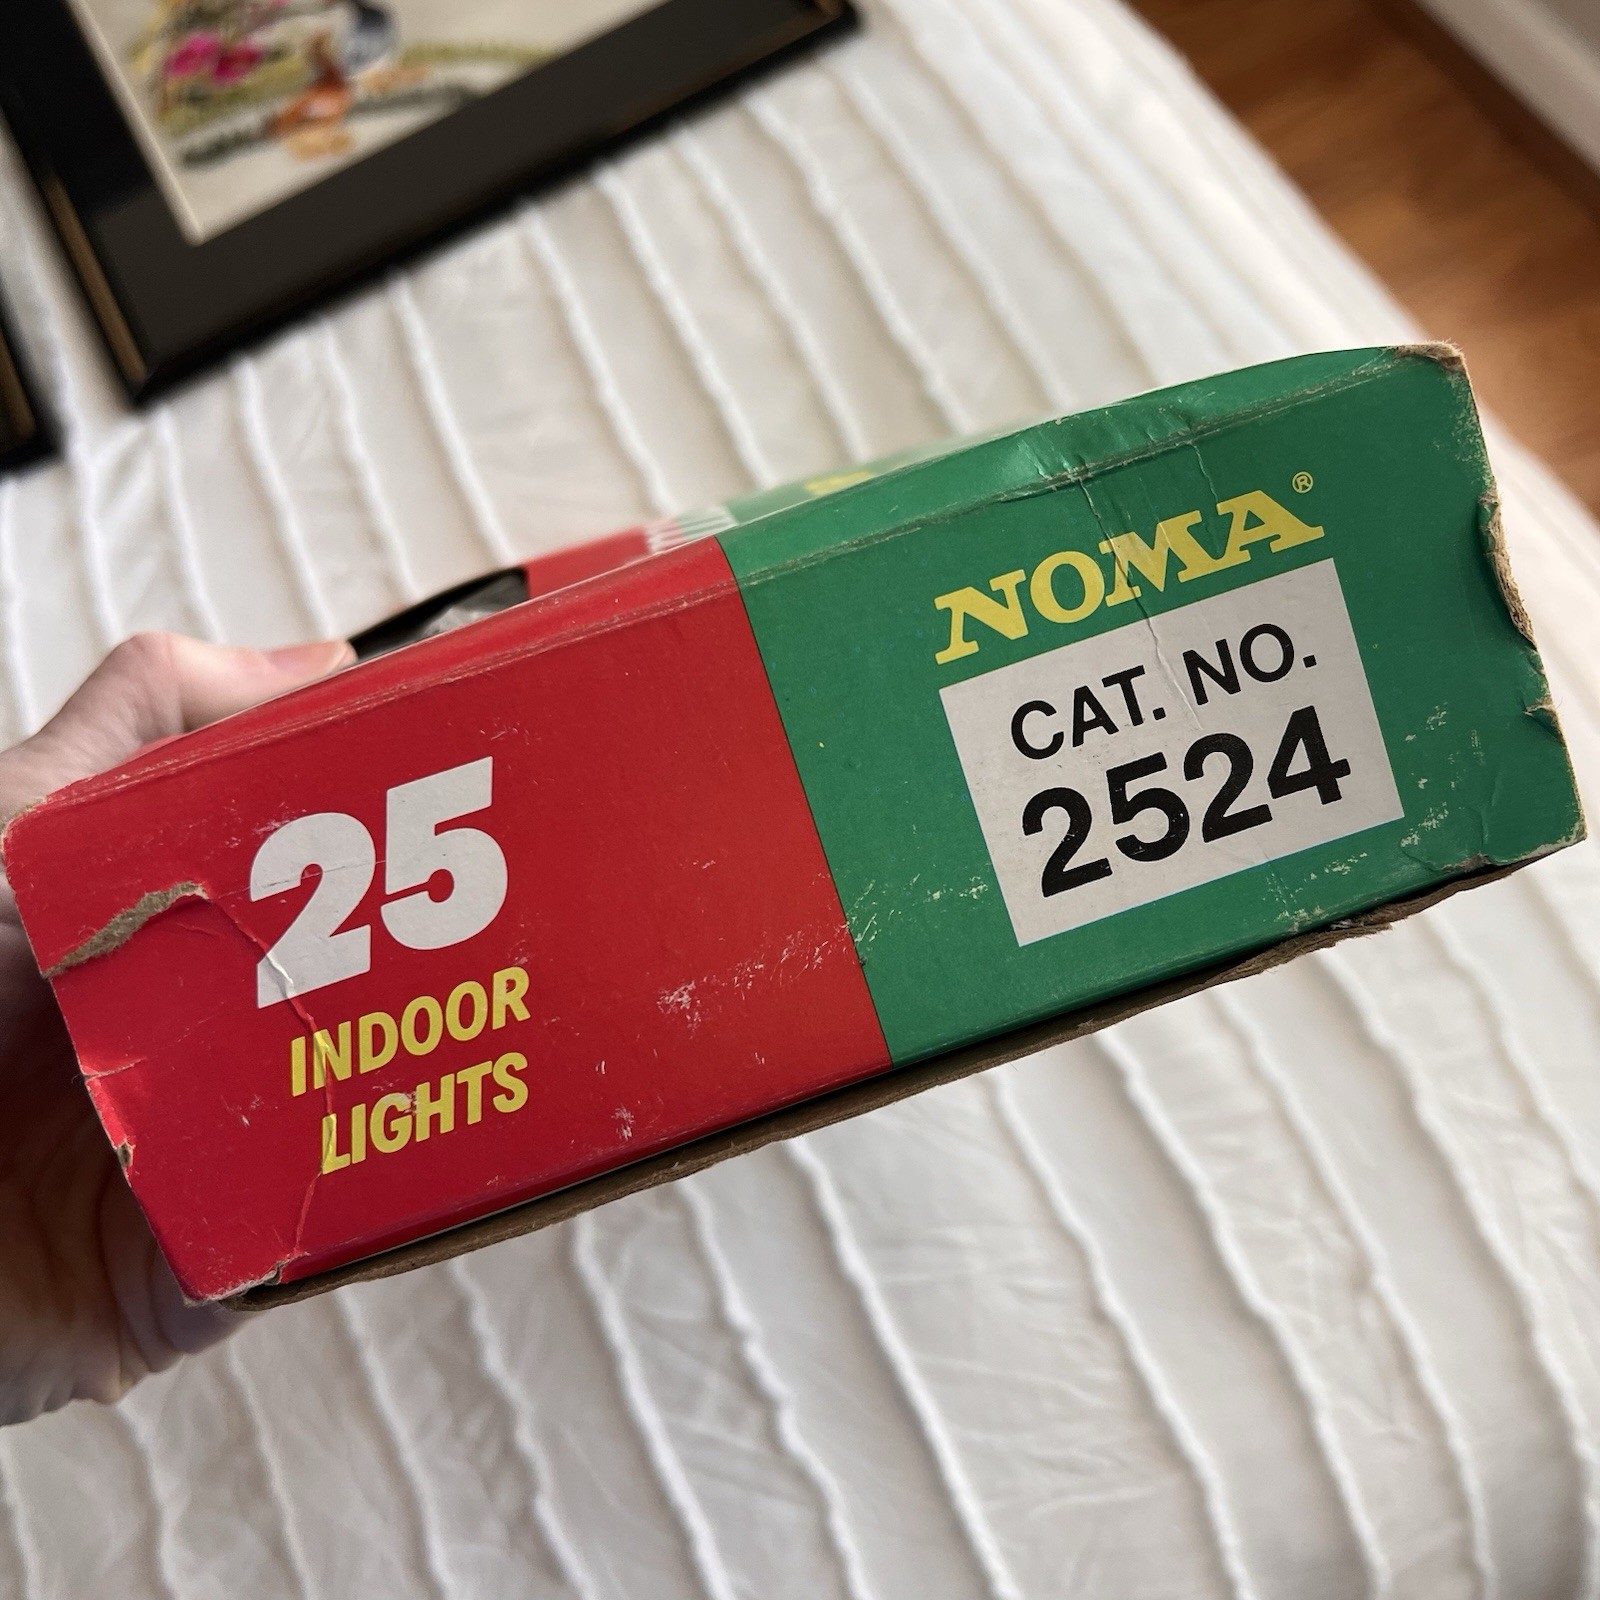 25
INDOOR
LIGHTS
NOMA®
CAT. NO.
2524